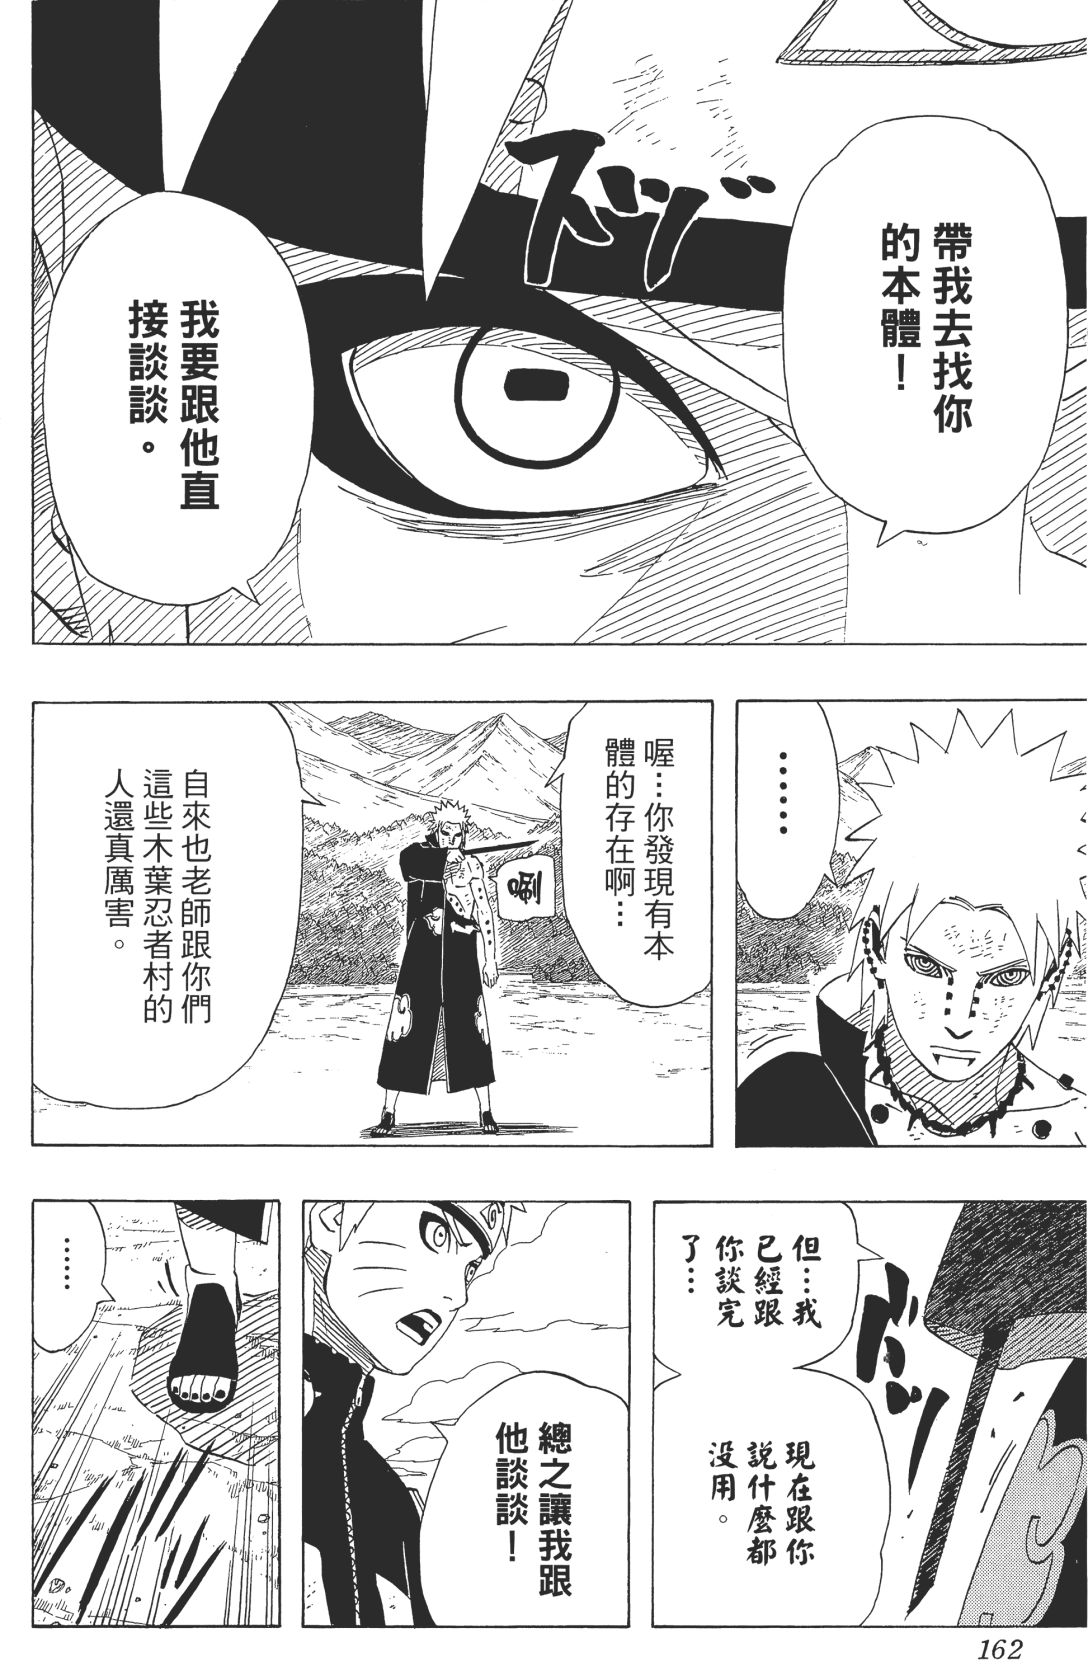 帶我去找你
的本體！
ズッ
我要跟他直
接談談。
……
喔…你發現有本
體的存在啊…
唰
自來也老師跟你們
這些木葉忍者村的
人還真厲害。
但…我
已經跟
你談完
了…
現在跟你
說什麼都
没用。
ドッ
總之讓我跟
他談談！
……
162